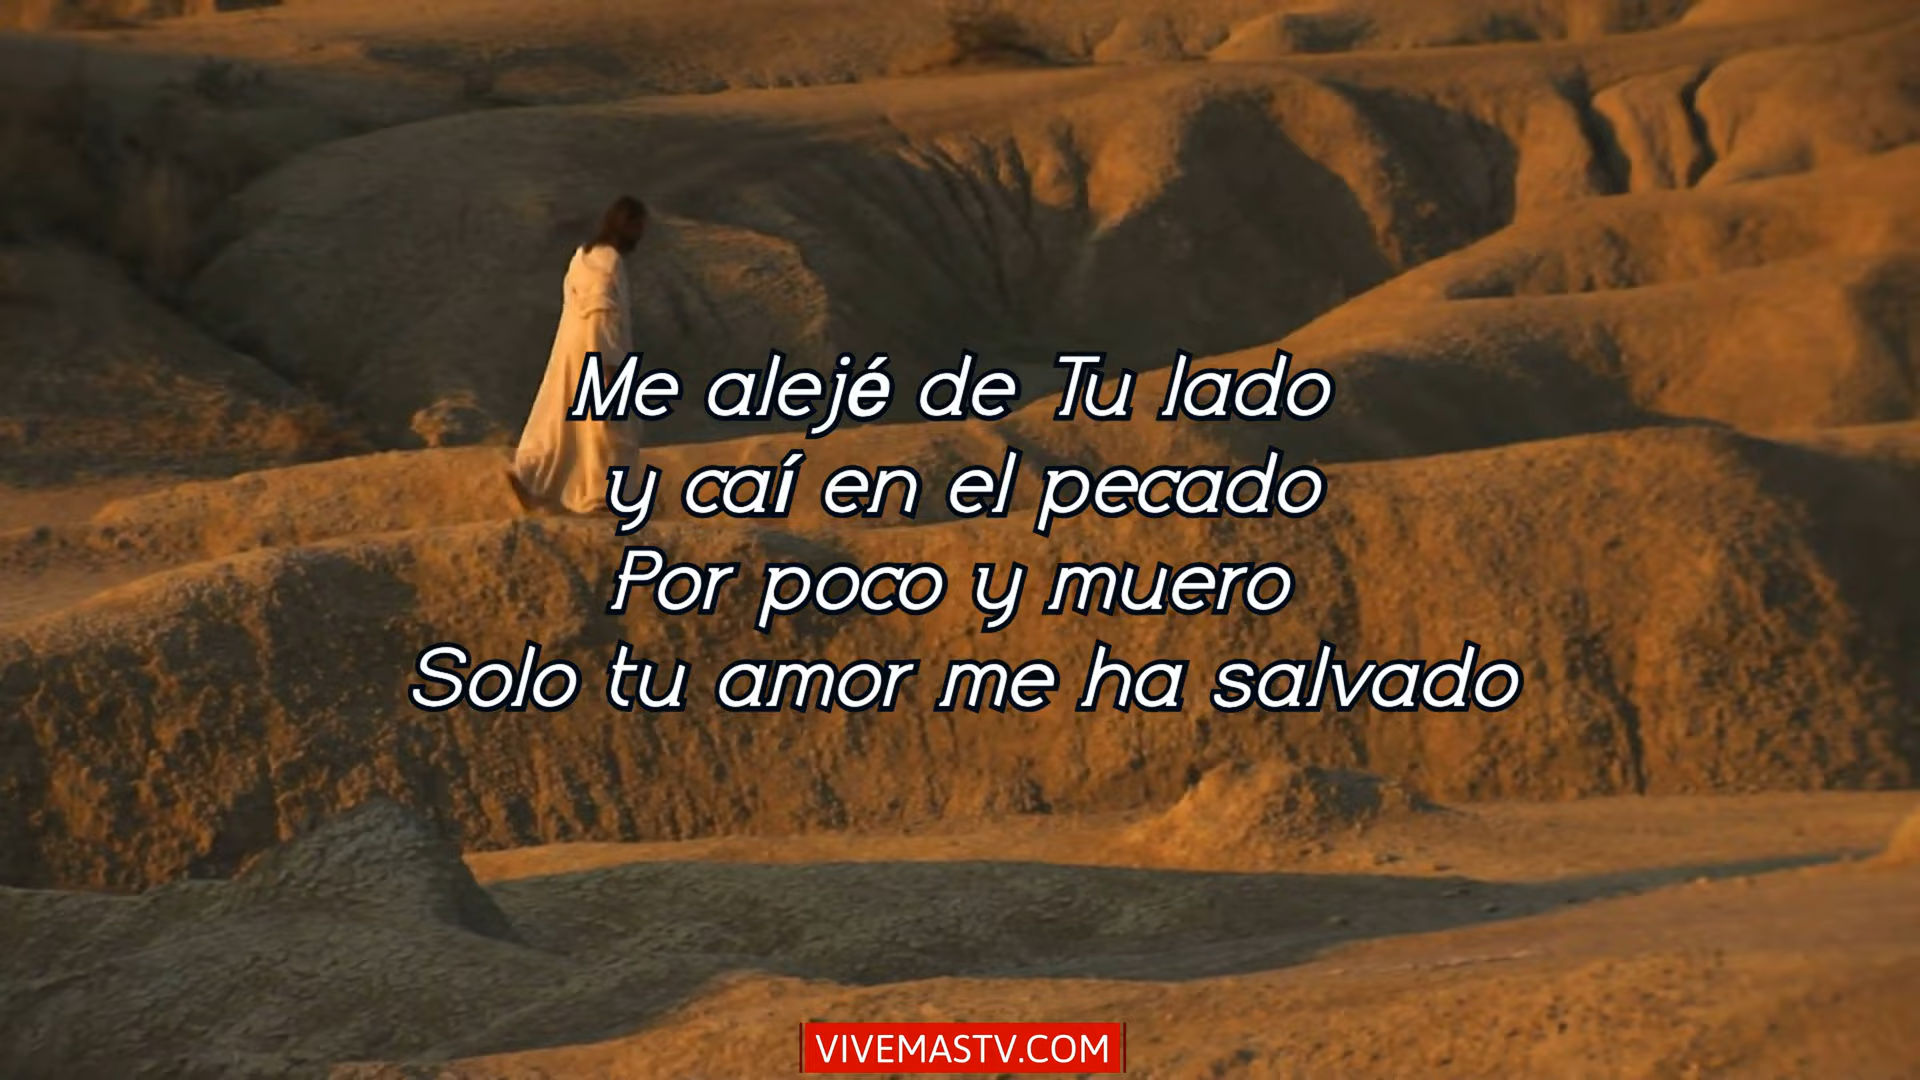 Me alejé de Tu lado
y caí en el pecado
Por poco y muero
Solo tu amor me ha salvado
VIVEMASTV.COM